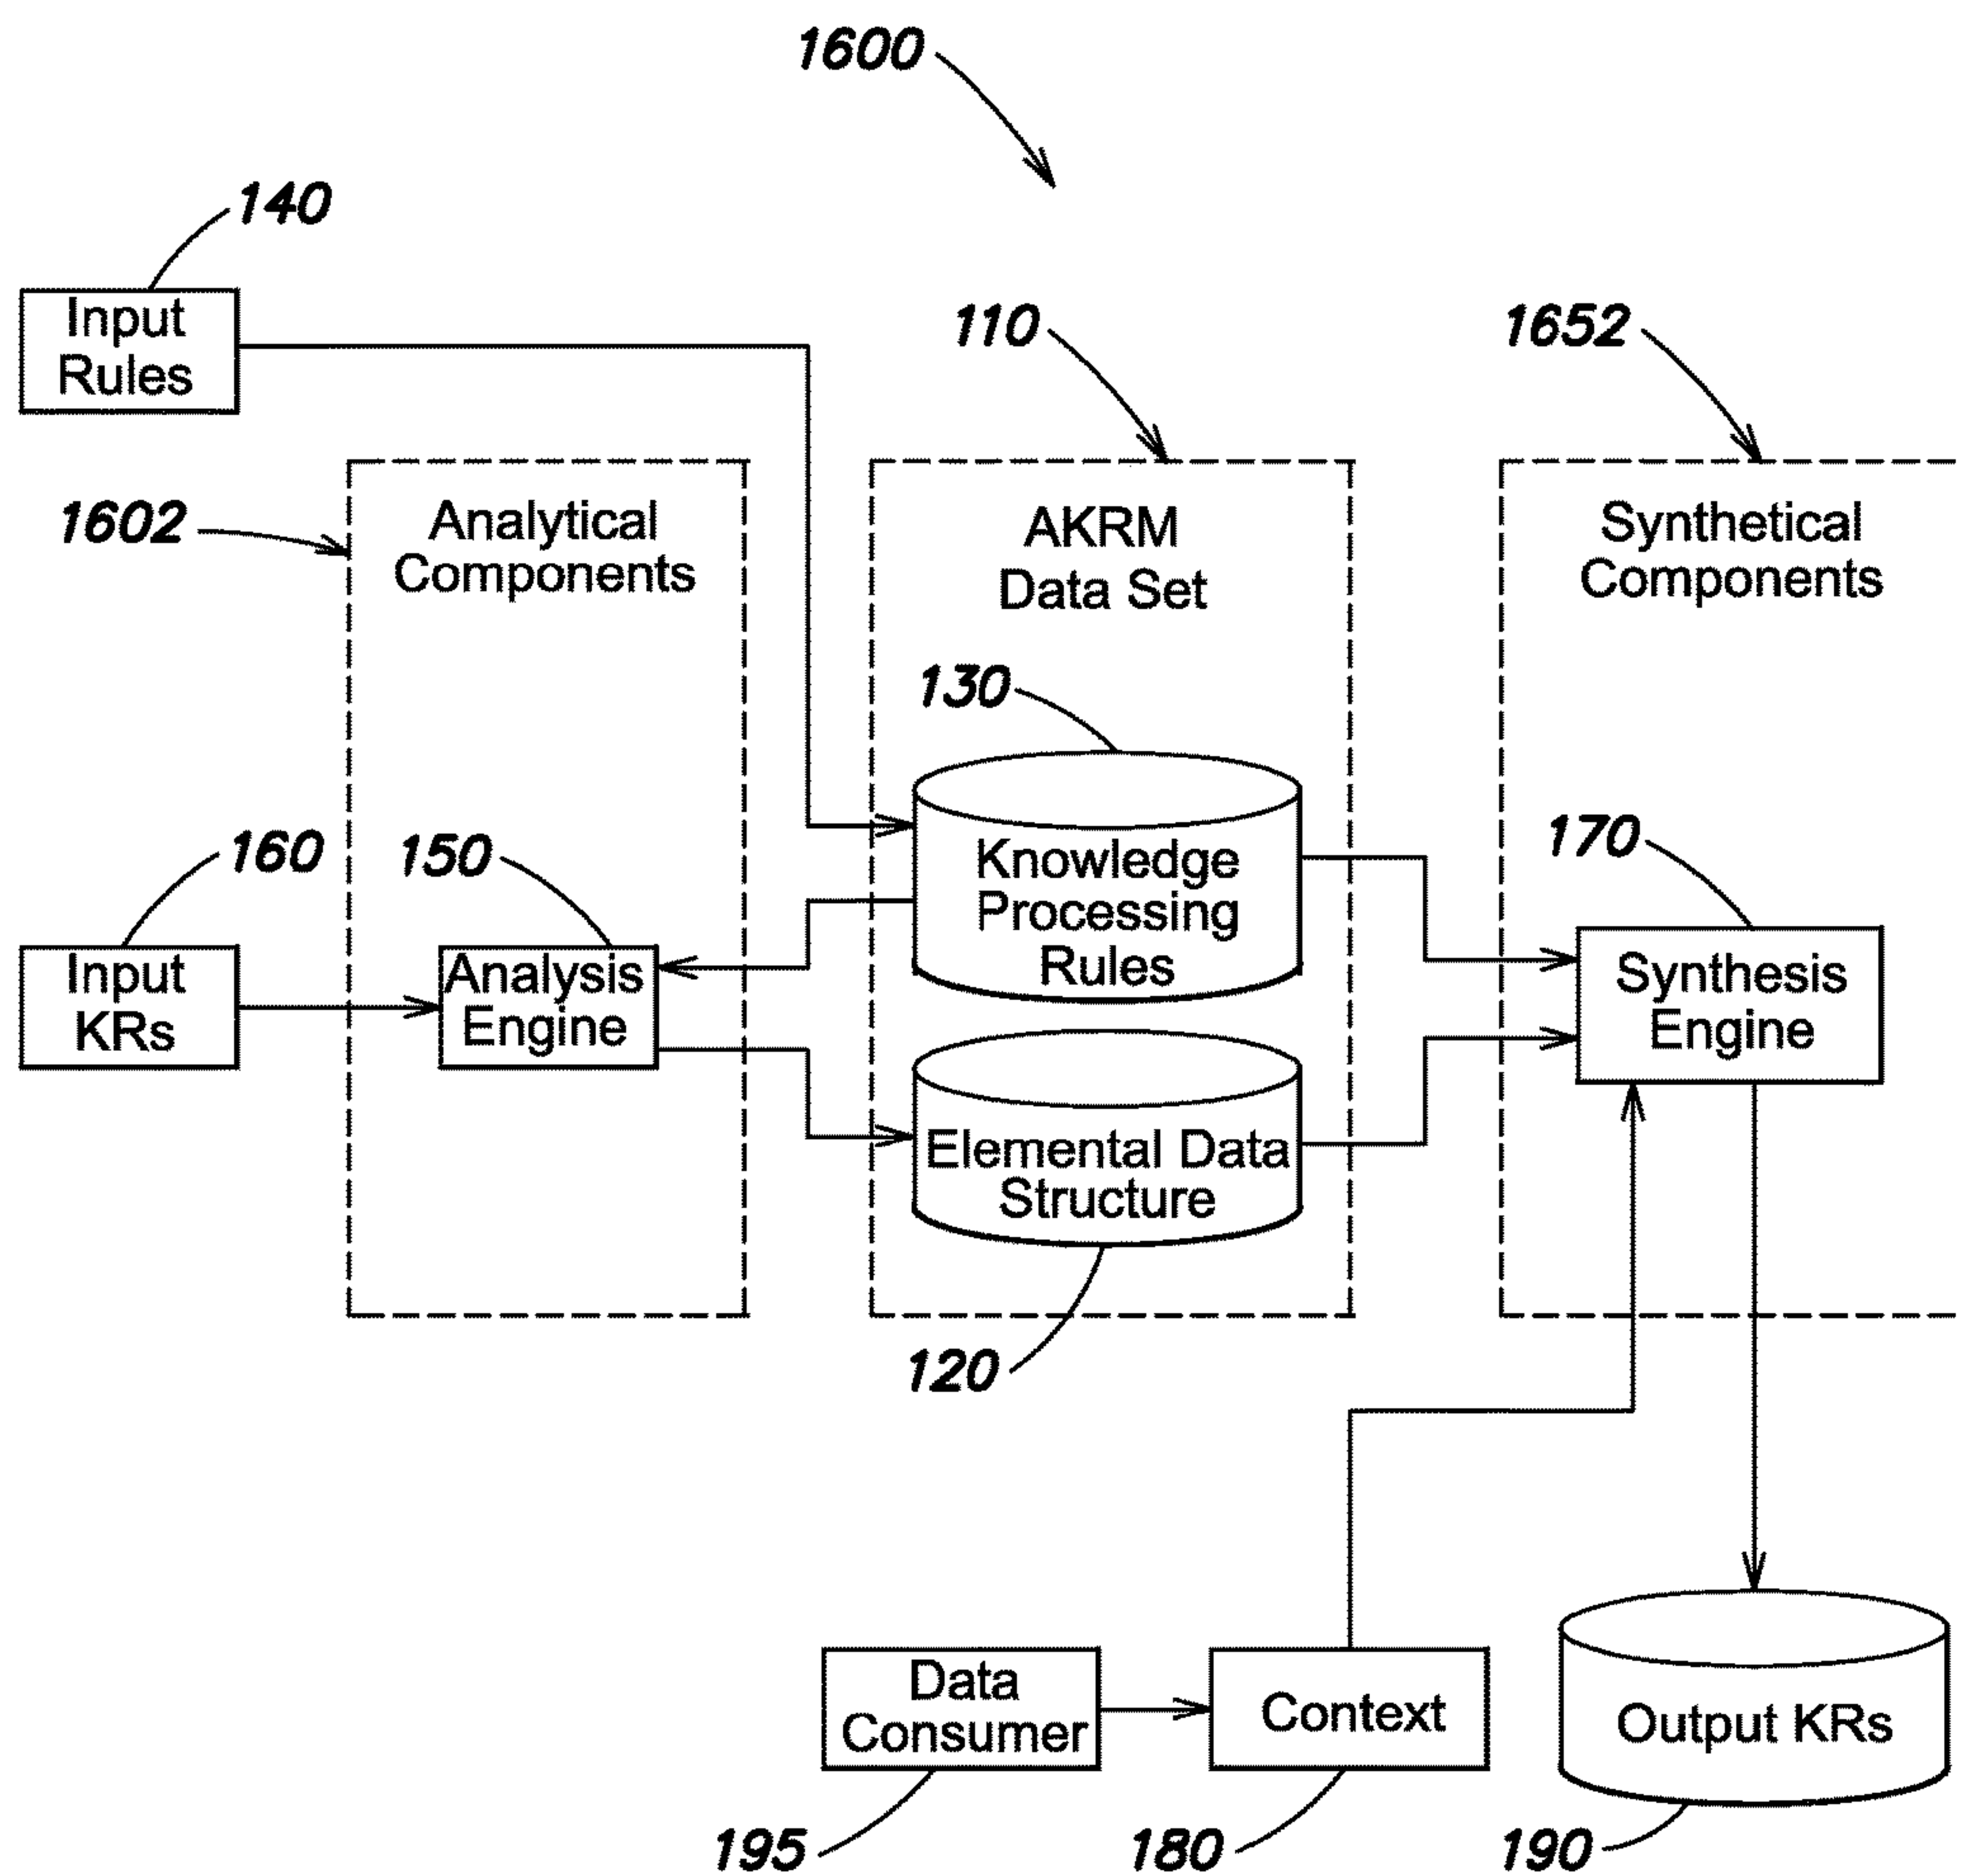 1600
140
Input
Rules
110
1652
1602
Analytical
Components
AKRM
Data Set
Synthetical
Components
130
160
150
170
Knowledge
Processing
Rules
Input
KRs
Analysis
Engine
Synthesis
Engine
Elemental Data
Structure
120
Data
Consumer
Context
Output KRs
195
180
190